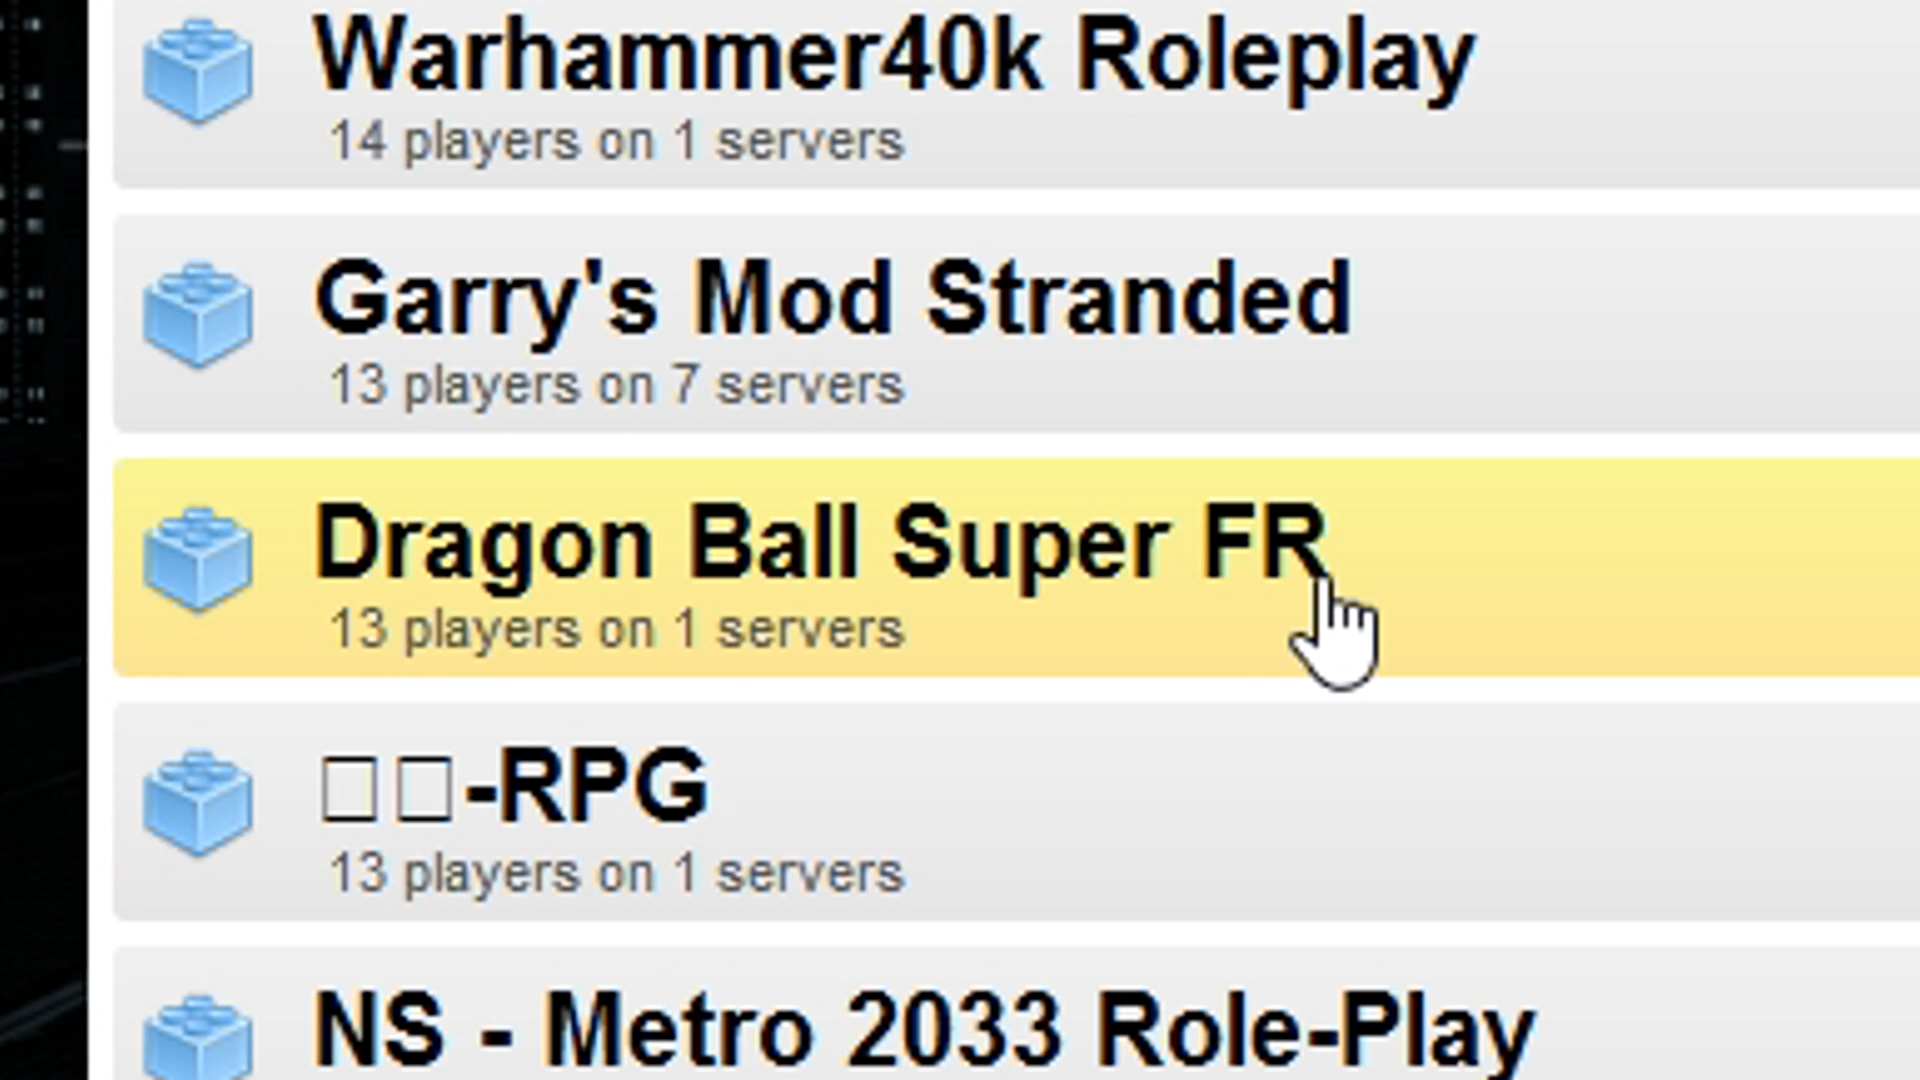 Warhammer40k Roleplay
14 players on 1 servers
Garry's Mod Stranded
13 players on 7 servers
Dragon Ball Super FR
13 players on 1 servers
□□-RPG
13 players on 1 servers
NS - Metro 2033 Role-Play